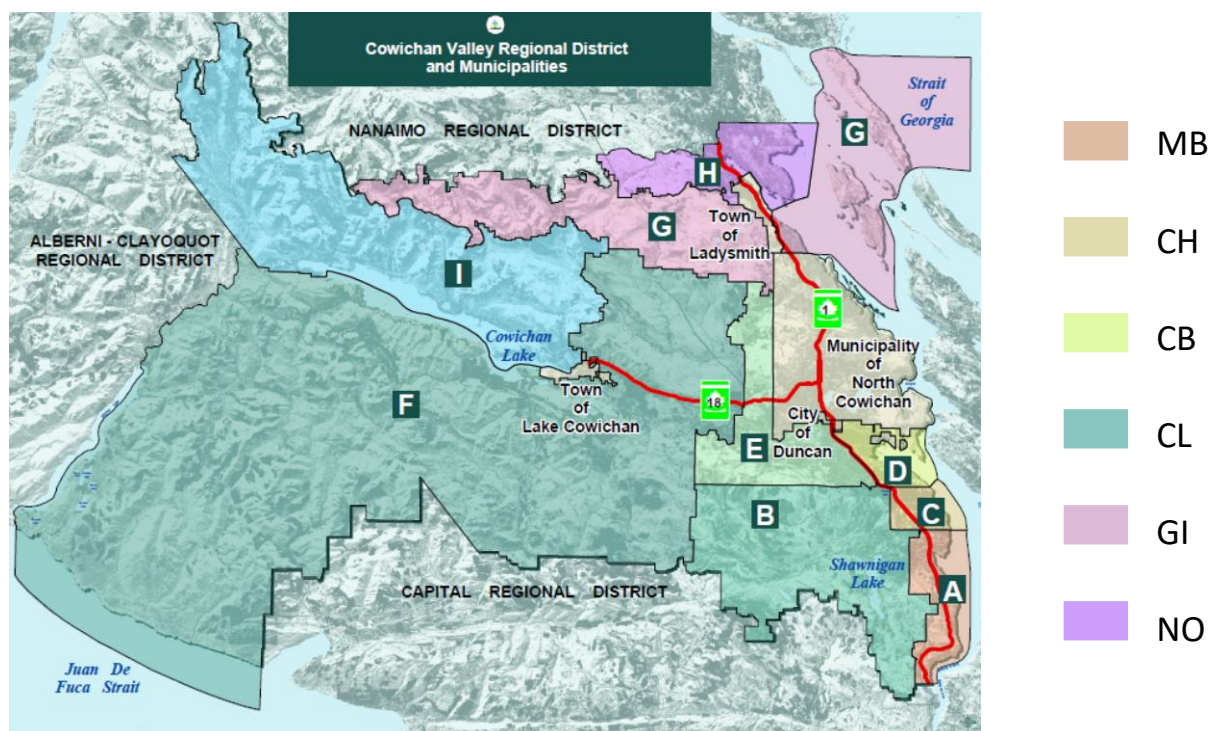 Cowichan Valley Regional District
and Municipalities
Strait
of
Georgia
NANAIMO REGIONAL DISTRICT
G
H
Town
of
Ladysmith
G
ALBERNI - CLAYOQUOT
REGIONAL DISTRICT
I
1
Cowichan
Lake
Municipality
of
North
Cowichan
Town
of
Lake Cowichan
F
18
City
of
Duncan
E
D
B
C
Shawnigan
Lake
A
CAPITAL REGIONAL DISTRICT
Juan De
Fuca Strait
MB
CH
CB
CL
GI
NO